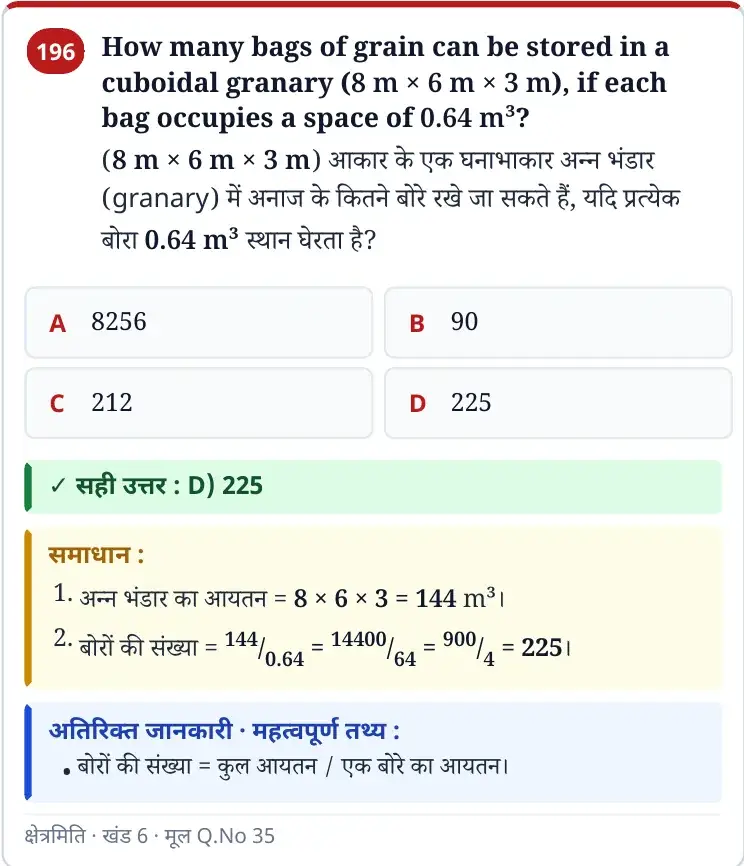 196
How many bags of grain can be stored in a
cuboidal granary (8 m × 6 m × 3 m), if each
bag occupies a space of 0.64 m³?
(8 m × 6 m × 3 m) आकार के एक घनाभाकार अन्न भंडार
(granary) में अनाज के कितने बोरे रखे जा सकते हैं, यदि प्रत्येक
बोरा 0.64 m³ स्थान घेरता है?
A 8256
B 90
C 212
D 225
✓ सही उत्तर : D) 225
समाधान :
1. अन्न भंडार का आयतन = 8 × 6 × 3 = 144 m³।
2. बोरों की संख्या = 144/0.64 = 14400/64 = 900/4 = 225।
अतिरिक्त जानकारी · महत्वपूर्ण तथ्य :
• बोरों की संख्या = कुल आयतन / एक बोरे का आयतन।
क्षेत्रमिति · खंड 6 · मूल Q.No 35